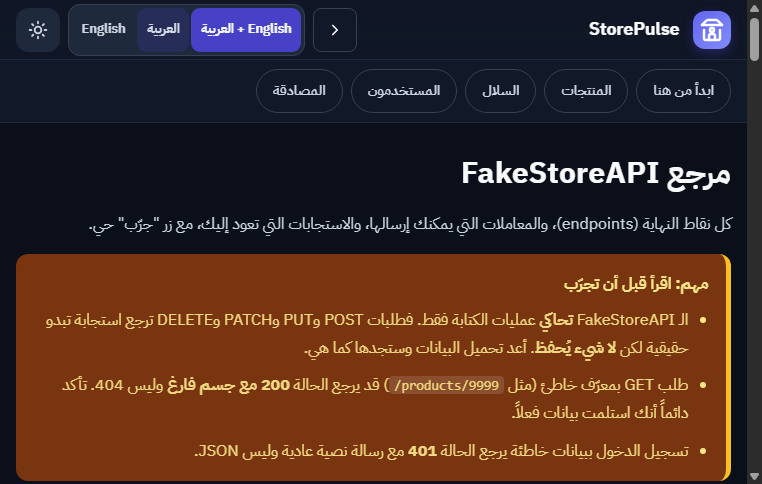 StorePulse
English + العربية
العربية
English
ابدأ من هنا
المنتجات
السلال
المستخدمون
المصادقة
مرجع FakeStoreAPI
كل نقاط النهاية (endpoints)، والمعاملات التي يمكنك إرسالها، والاستجابات التي تعود إليك، مع زر "جرّب" حي.
مهم: اقرأ قبل أن تجرّب
الـ FakeStoreAPI تحاكي عمليات الكتابة فقط. فطلبات POST وPUT وPATCH وDELETE ترجع استجابة تبدو
حقيقية لكن لا شيء يُحفظ. أعد تحميل البيانات وستجدها كما هي.
طلب GET بمعرّف خاطئ (مثل /products/9999) قد يرجع الحالة 200 مع جسم فارغ وليس 404. تأكد
دائماً أنك استلمت بيانات فعلاً.
تسجيل الدخول ببيانات خاطئة يرجع الحالة 401 مع رسالة نصية عادية وليس JSON.